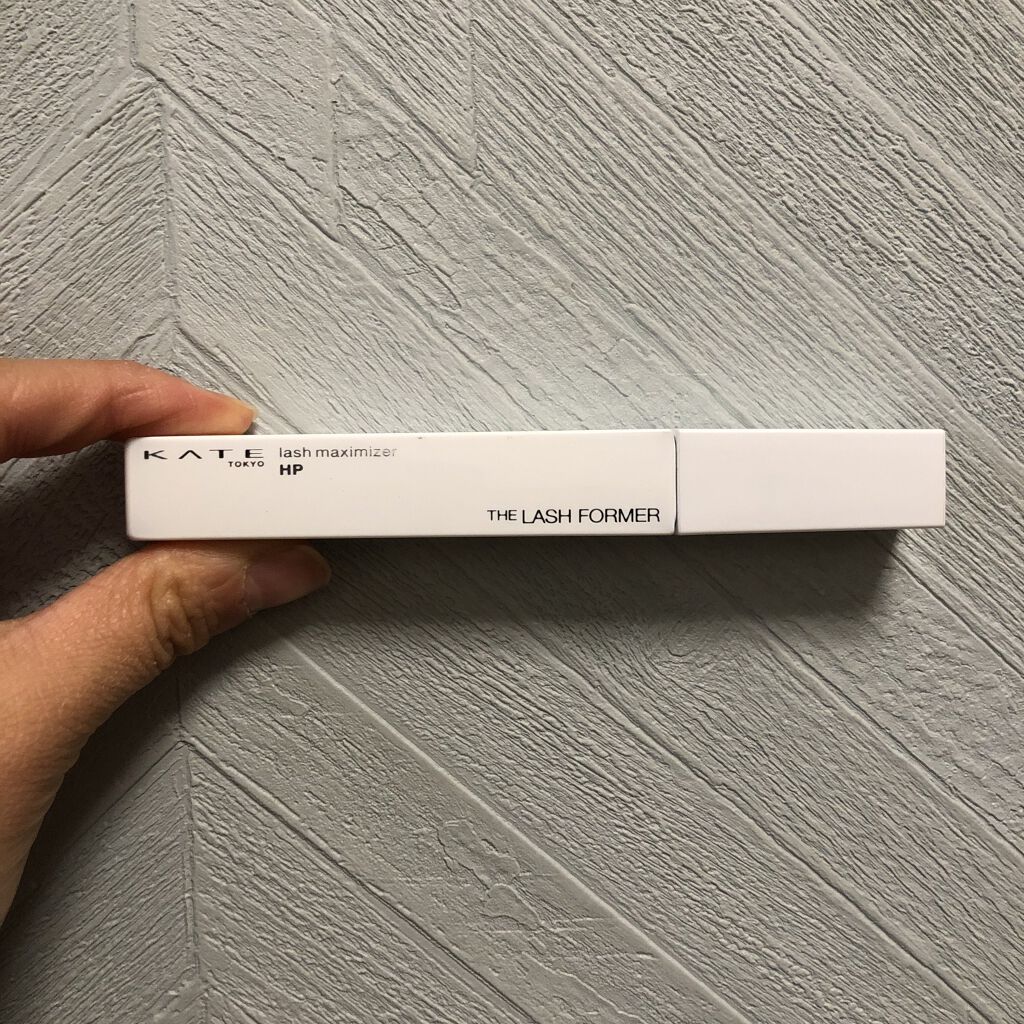 KATE
TOKYO
lash maximizer
HP
THE LASH FORMER